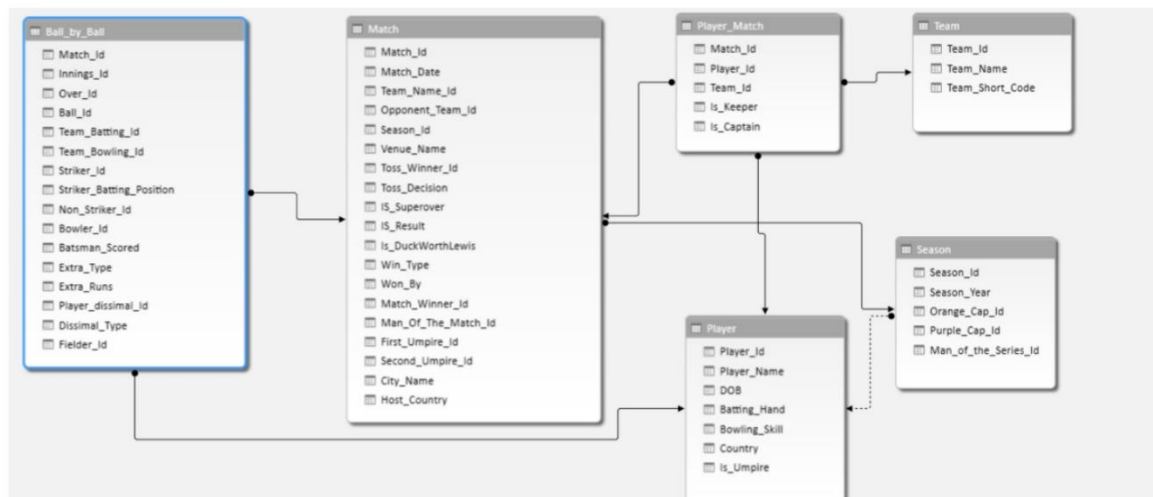 Ball_by_Ball
Match_Id
Innings_Id
Over_Id
Ball_Id
Team_Batting_Id
Team_Bowling_Id
Striker_Id
Striker_Batting_Position
Non_Striker_Id
Bowler_Id
Batsman_Scored
Extra_Type
Extra_Runs
Player_dissimal_Id
Dissimal_Type
Fielder_Id
Match
Match_Id
Match_Date
Team_Name_Id
Opponent_Team_Id
Season_Id
Venue_Name
Toss_Winner_Id
Toss_Decision
IS_Superover
IS_Result
Is_DuckWorthLewis
Win_Type
Won_By
Match_Winner_Id
Man_Of_The_Match_Id
First_Umpire_Id
Second_Umpire_Id
City_Name
Host_Country
Player_Match
Match_Id
Player_Id
Team_Id
Is_Keeper
Is_Captain
Team
Team_Id
Team_Name
Team_Short_Code
Season
Season_Id
Season_Year
Orange_Cap_Id
Purple_Cap_Id
Man_of_the_Series_Id
Player
Player_Id
Player_Name
DOB
Batting_Hand
Bowling_Skill
Country
Is_Umpire